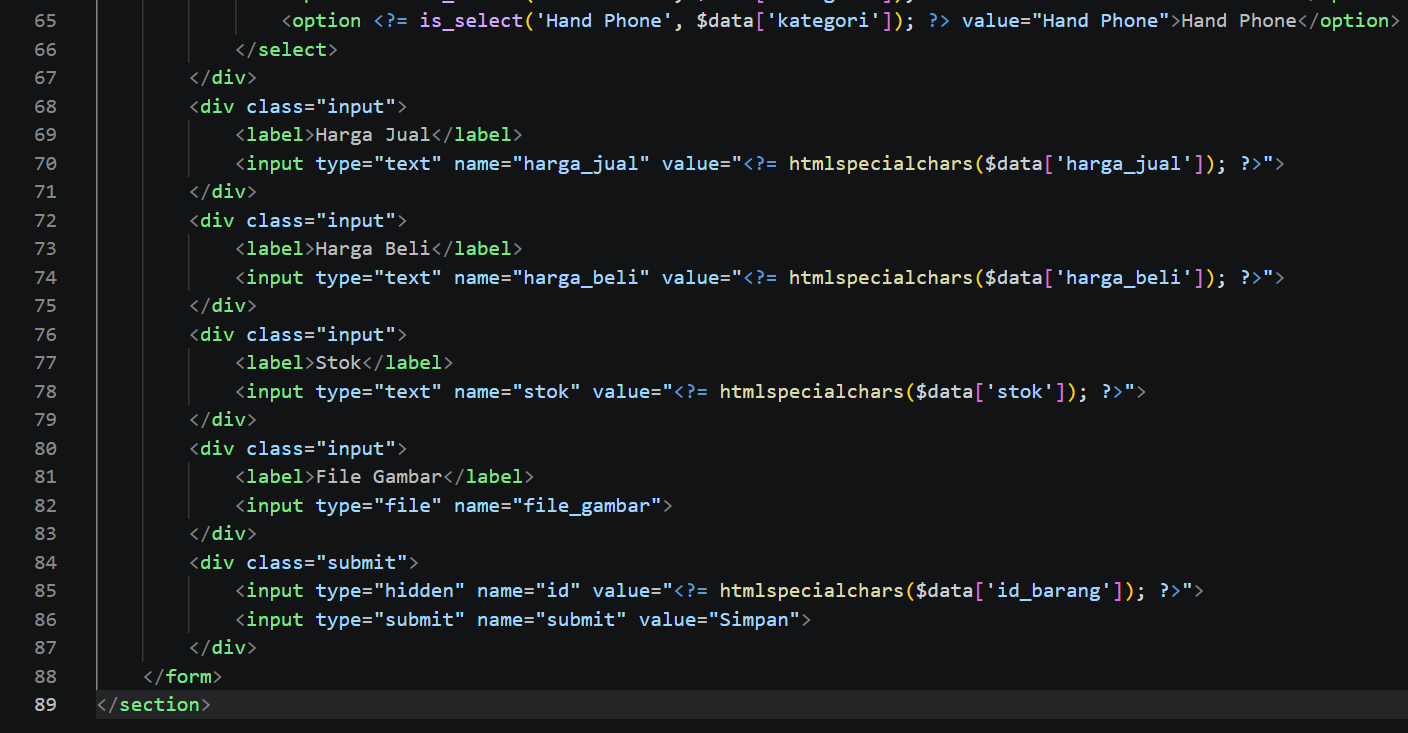 65 <option <?= is_select('Hand Phone', $data['kategori']); ?> value="Hand Phone">Hand Phone</option>
66 </select>
67 </div>
68 <div class="input">
69 <label>Harga Jual</label>
70 <input type="text" name="harga_jual" value="<?= htmlspecialchars($data['harga_jual']); ?>">
71 </div>
72 <div class="input">
73 <label>Harga Beli</label>
74 <input type="text" name="harga_beli" value="<?= htmlspecialchars($data['harga_beli']); ?>">
75 </div>
76 <div class="input">
77 <label>Stok</label>
78 <input type="text" name="stok" value="<?= htmlspecialchars($data['stok']); ?>">
79 </div>
80 <div class="input">
81 <label>File Gambar</label>
82 <input type="file" name="file_gambar">
83 </div>
84 <div class="submit">
85 <input type="hidden" name="id" value="<?= htmlspecialchars($data['id_barang']); ?>">
86 <input type="submit" name="submit" value="Simpan">
87 </div>
88 </form>
89 </section>